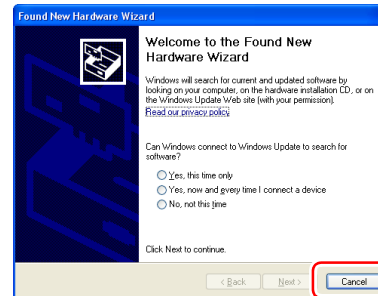 Found New Hardware Wizard
Welcome to the Found New
Hardware Wizard
Windows will search for current and updated software by
looking on your computer, on the hardware installation CD, or on
the Windows Update Web site (with your permission).
Read our privacy policy
Can Windows connect to Windows Update to search for
software?
Yes, this time only
Yes, now and every time I connect a device
No, not this time
Click Next to continue.
< Back
Next >
Cancel